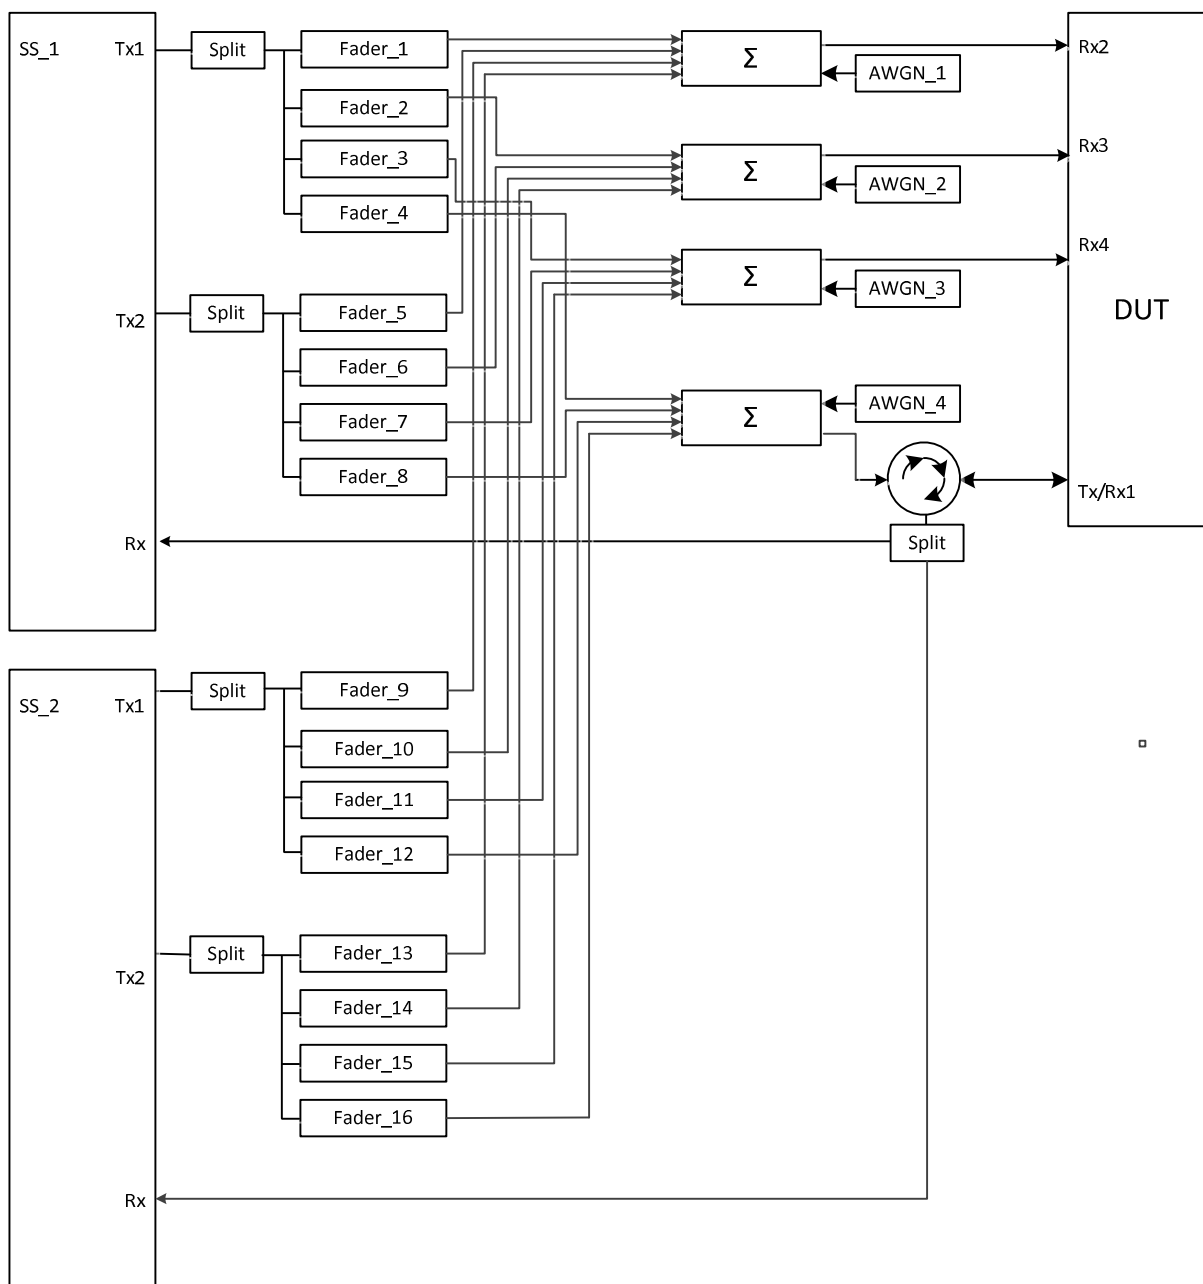 SS_1
Tx1
Split
Fader_1
Σ
Rx2
AWGN_1
Fader_2
Fader_3
Σ
Rx3
AWGN_2
Fader_4
Σ
Rx4
AWGN_3
Tx2
Split
Fader_5
DUT
Fader_6
Fader_7
Σ
AWGN_4
Fader_8
Tx/Rx1
Rx
Split
SS_2
Tx1
Split
Fader_9
Fader_10
Fader_11
Fader_12
Tx2
Split
Fader_13
Fader_14
Fader_15
Fader_16
Rx